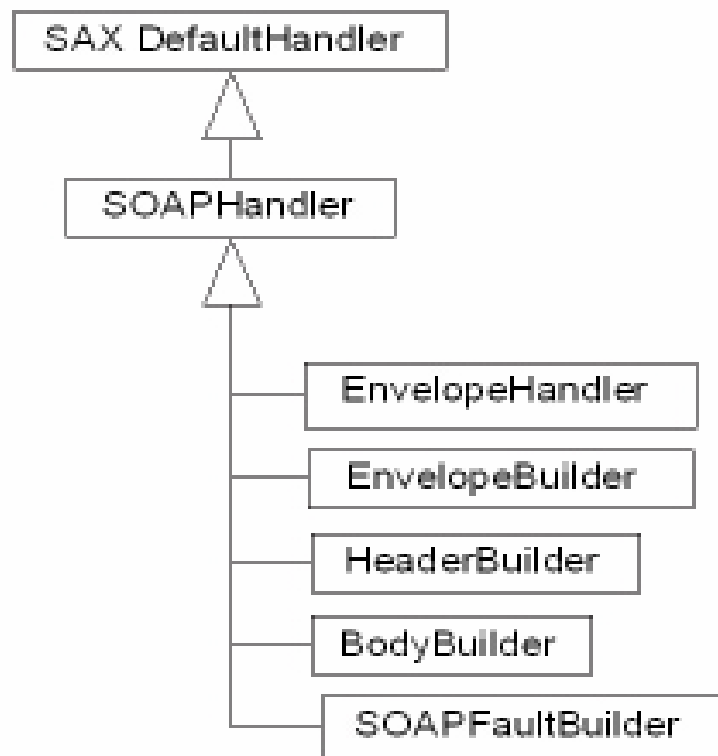 SAX DefaultHandler
SOAPHandler
EnvelopeHandler
EnvelopeBuilder
HeaderBuilder
BodyBuilder
SOAPFaultBuilder